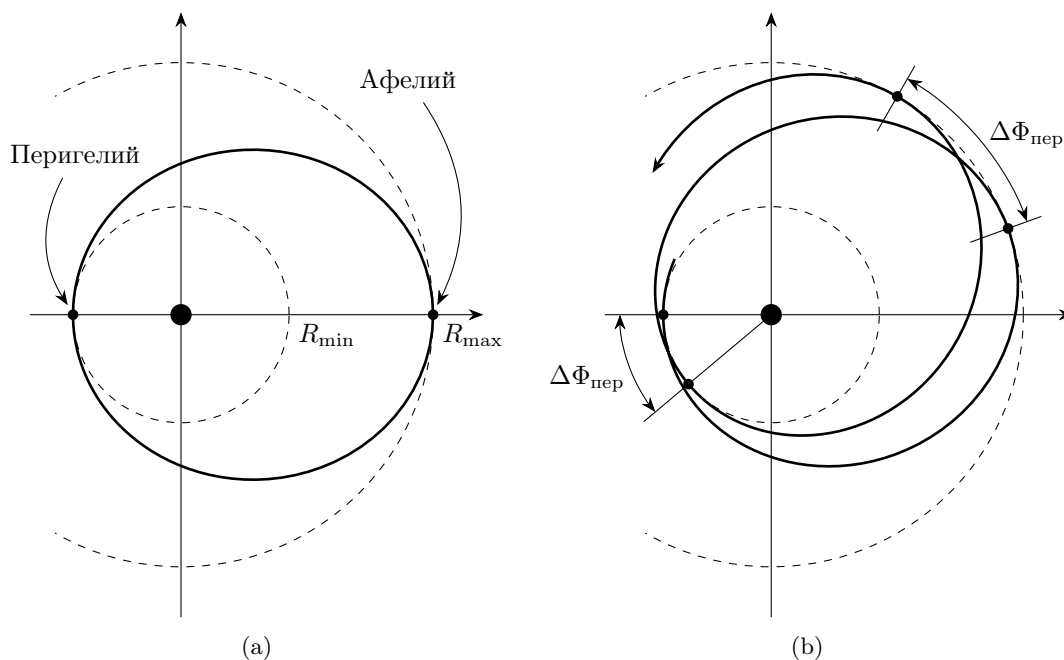 Афелий
Перигелий
R_min
R_max
(a)
ΔΦ_пер
ΔΦ_пер
(b)